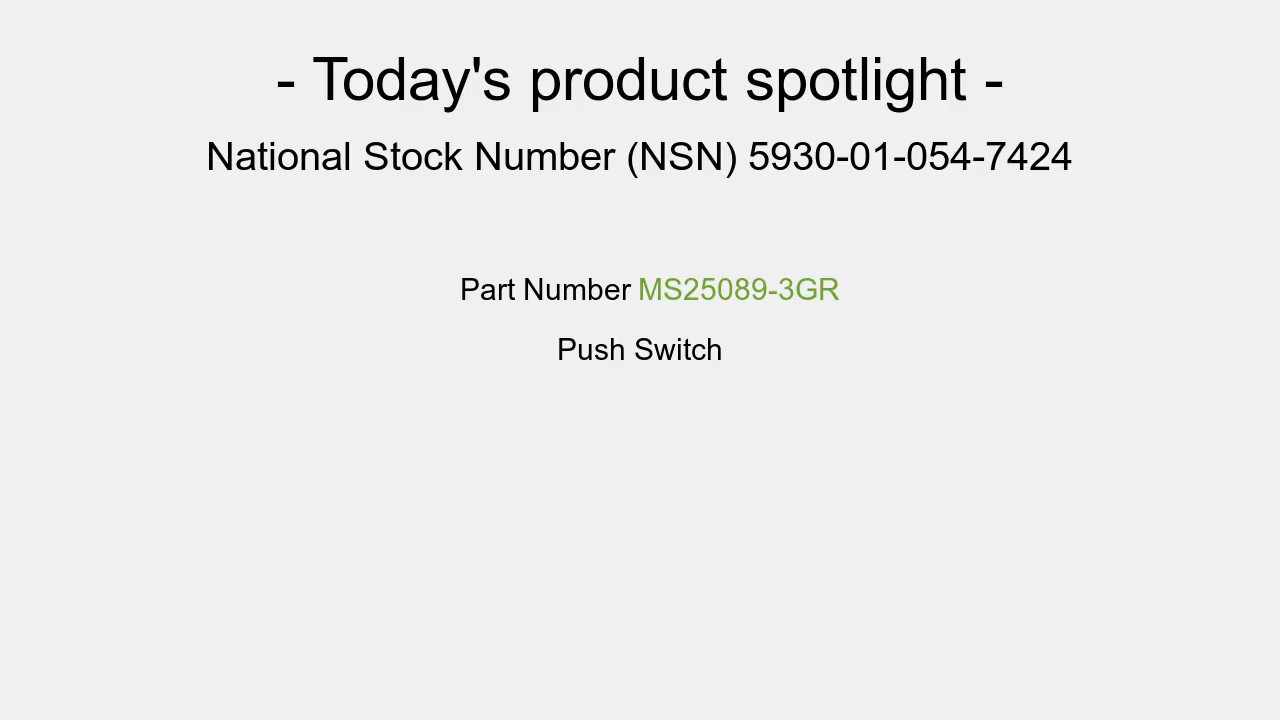 - Today's product spotlight -
National Stock Number (NSN) 5930-01-054-7424
Part Number MS25089-3GR
Push Switch